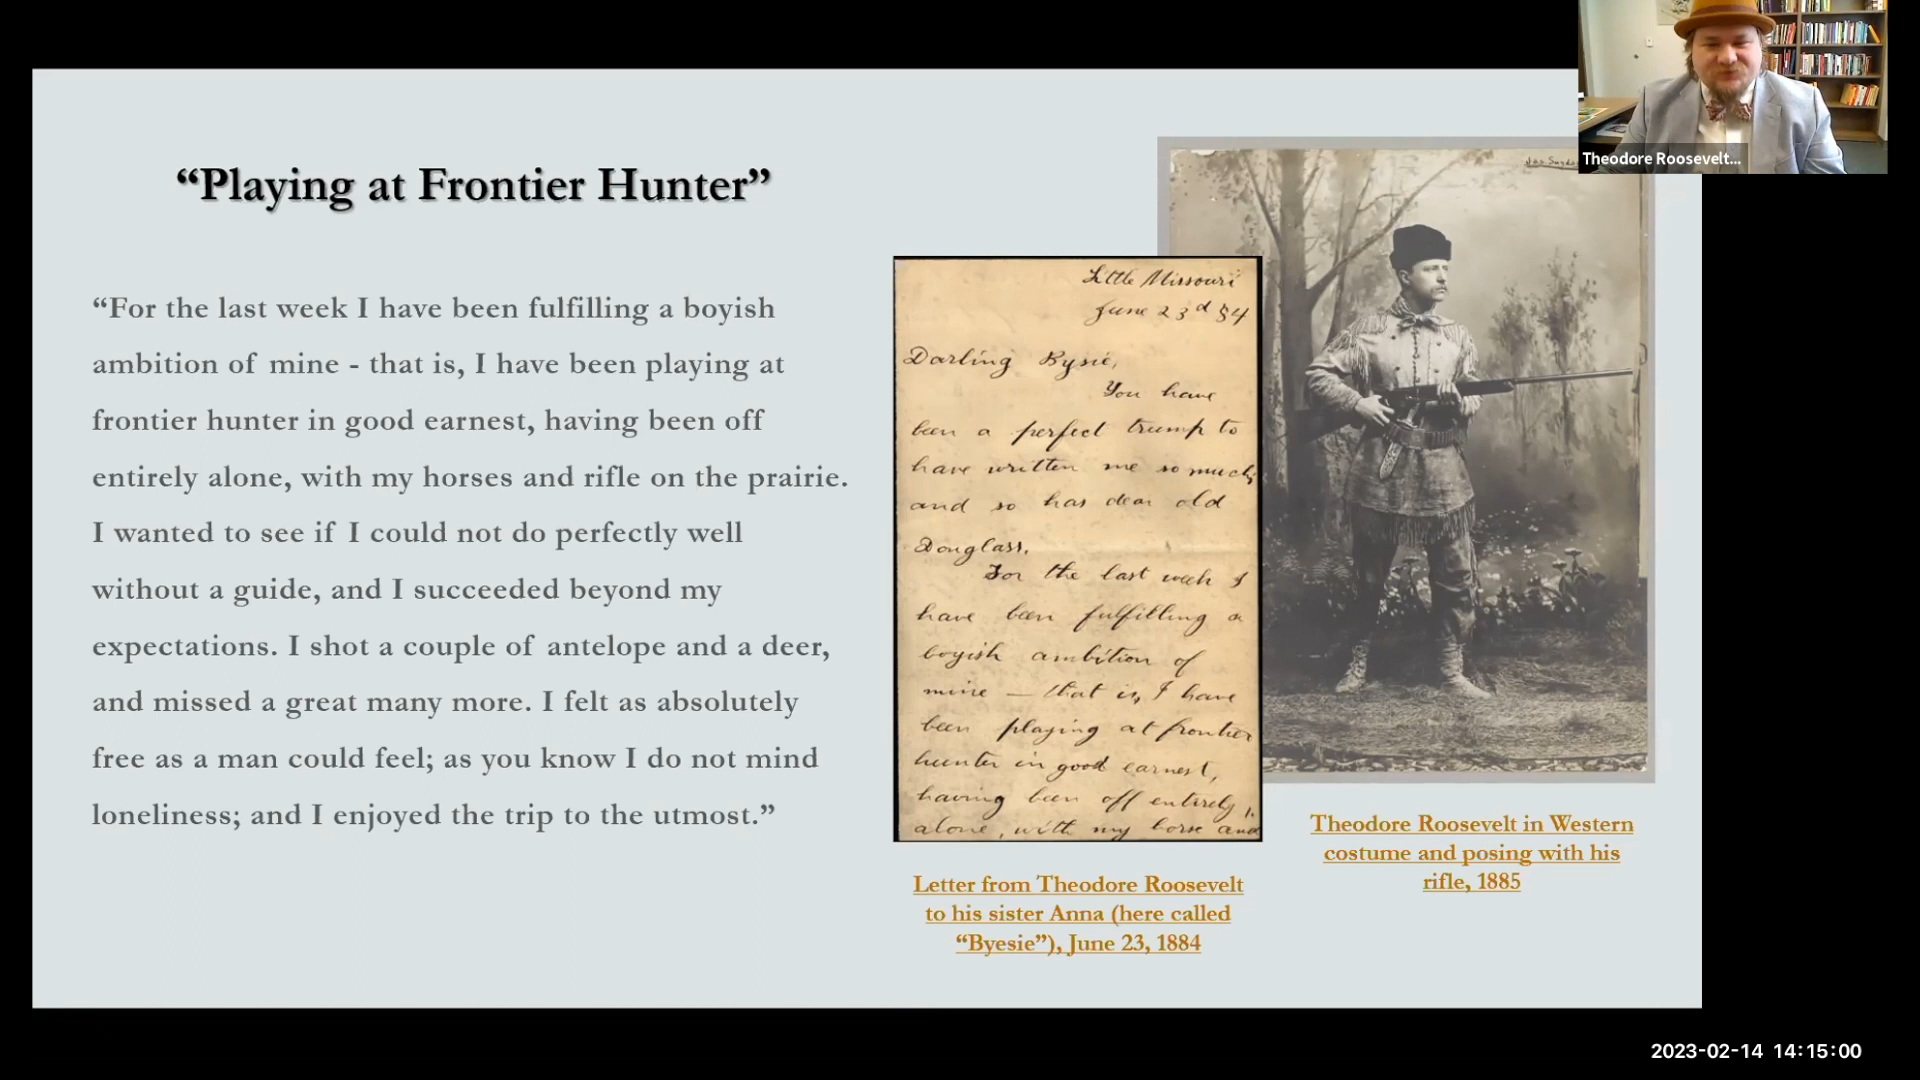 “Playing at Frontier Hunter”
“For the last week I have been fulfilling a boyish
ambition of mine - that is, I have been playing at
frontier hunter in good earnest, having been off
entirely alone, with my horses and rifle on the prairie.
I wanted to see if I could not do perfectly well
without a guide, and I succeeded beyond my
expectations. I shot a couple of antelope and a deer,
and missed a great many more. I felt as absolutely
free as a man could feel; as you know I do not mind
loneliness; and I enjoyed the trip to the utmost.”
Little Missouri
June 23d 84
Darling Bysie,
You have
been a perfect trump to
have written me so much,
and so has dear old
Douglass.
For the last week I
have been fulfilling a
boyish ambition of
mine — that is, I have
been playing at frontier
hunter in good earnest,
having been off entirely
alone, with my horse and
Letter from Theodore Roosevelt
to his sister Anna (here called
“Byesie”), June 23, 1884
Theodore Roosevelt in Western
costume and posing with his
rifle, 1885
Theodore Roosevelt...
2023-02-14 14:15:00